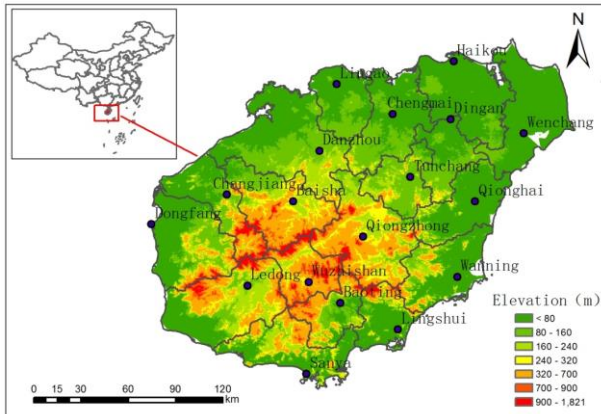 N
Haikou
Lingao
Chengmai
Dingan
Wenchang
Danzhou
Tunchang
Changjiang
Baisha
Qionghai
Dongfang
Qiongzhong
Ledong
Wuzhishan
Wanning
Baoting
Lingshui
Sanya
Elevation (m)
< 80
80 - 160
160 - 240
240 - 320
320 - 700
700 - 900
900 - 1,821
0 15 30 60 90 120
km